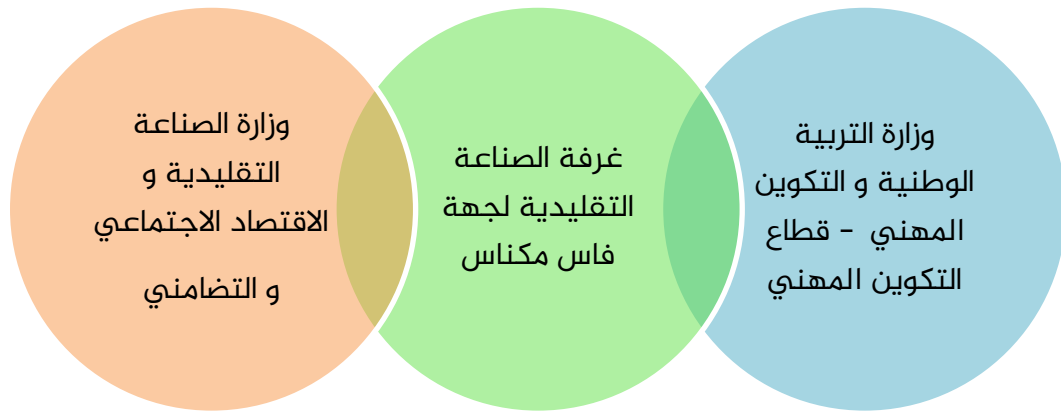 وزارة التربية
الوطنية و التكوين
المهني - قطاع
التكوين المهني
غرفة الصناعة
التقليدية لجهة
فاس مكناس
وزارة الصناعة
التقليدية و
الاقتصاد الاجتماعي
و التضامني